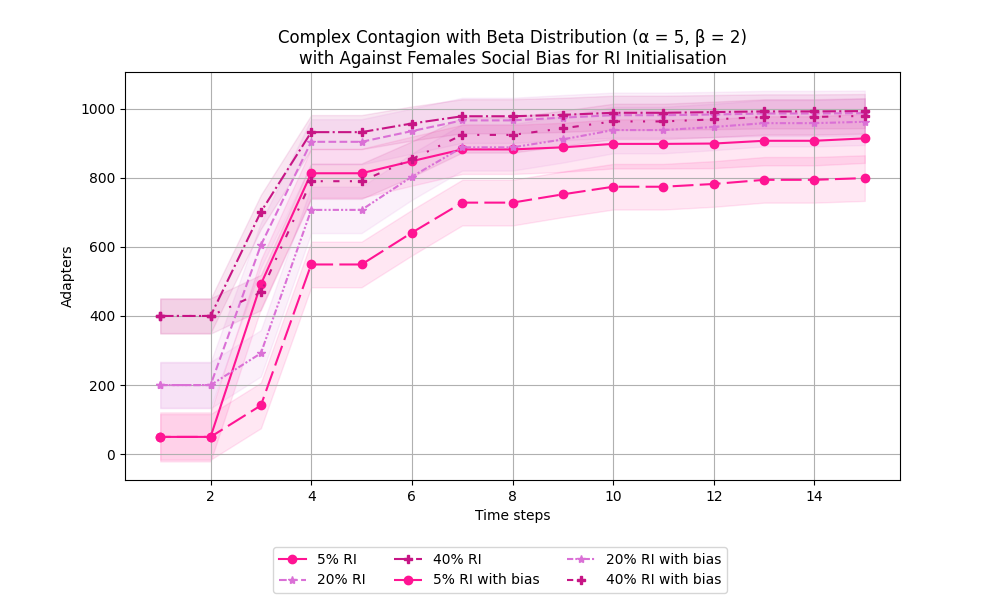 Complex Contagion with Beta Distribution (α = 5, β = 2)
with Against Females Social Bias for RI Initialisation
Adapters
1000
800
600
400
200
0
2 4 6 8 10 12 14
Time steps
5% RI 40% RI 20% RI with bias
20% RI 5% RI with bias 40% RI with bias